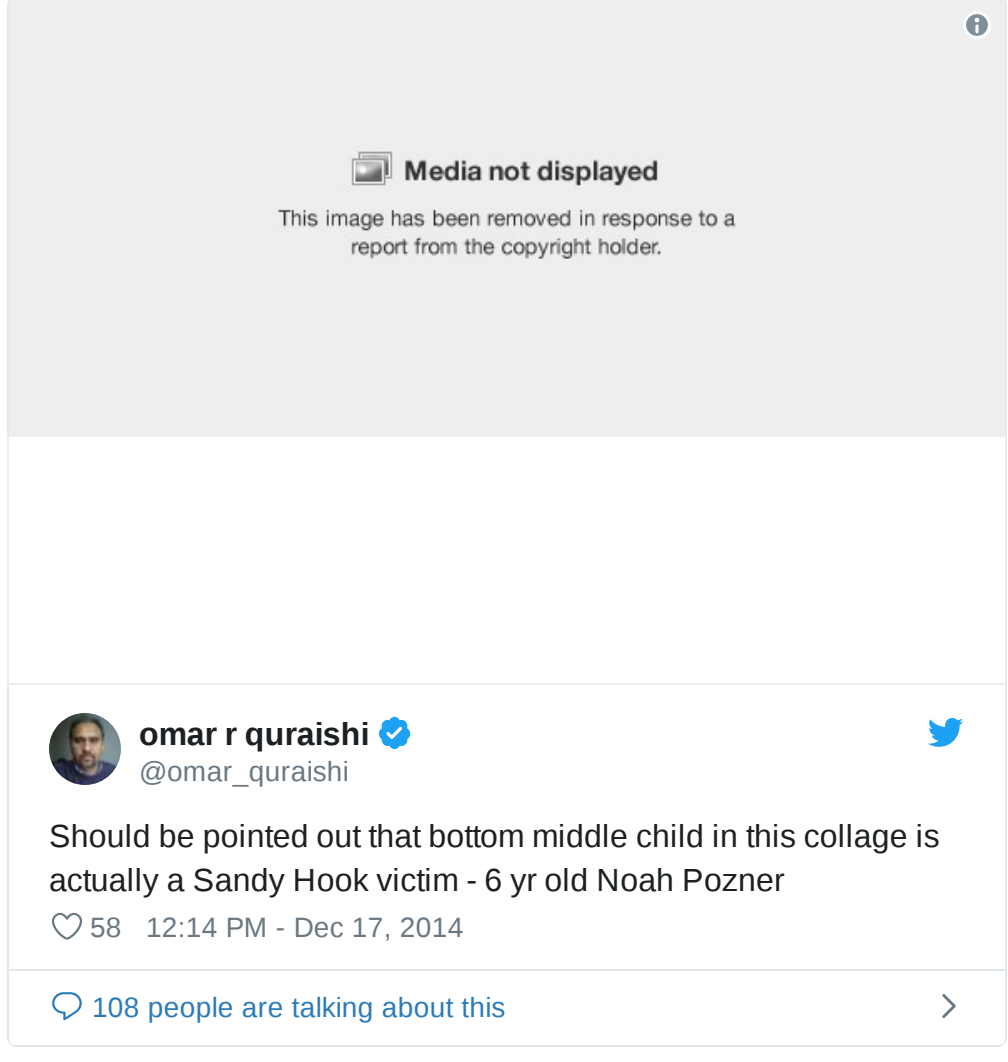 Media not displayed
This image has been removed in response to a
report from the copyright holder.
omar r quraishi
@omar_quraishi
Should be pointed out that bottom middle child in this collage is
actually a Sandy Hook victim - 6 yr old Noah Pozner
58 12:14 PM - Dec 17, 2014
108 people are talking about this